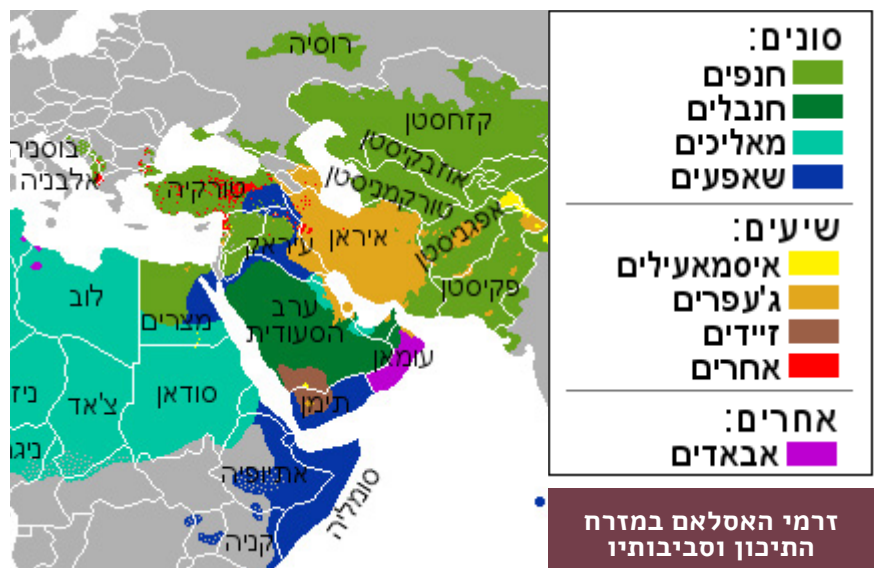 סונים:
חנפים
חנבלים
מאליכים
שאפעים
שיעים:
איסמאעילים
ג'עפרים
זיידים
אחרים
אחרים:
אבאדים
זרמי האסלאם במזרח
התיכון וסביבותיו
רוסיה
קזחסטן
אוזבקיסטן
טורקמניסטן
אפגניסטן
פקיסטן
בוסניה
אלבניה
טורקיה
עיראק
איראן
לוב
מצרים
ערב
הסעודית
עומאן
תימן
ניז
צ'אד
סודאן
ניגר
אתיופיה
סומליה
קניה